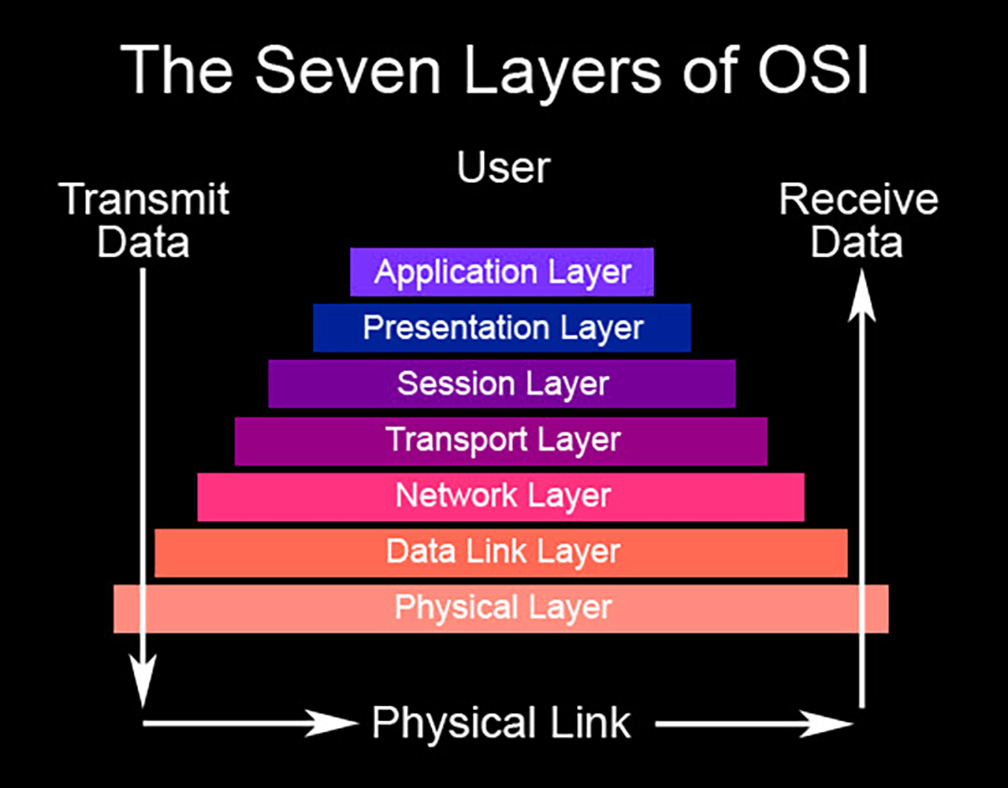 The Seven Layers of OSI
User
Transmit
Data
Receive
Data
Application Layer
Presentation Layer
Session Layer
Transport Layer
Network Layer
Data Link Layer
Physical Layer
Physical Link